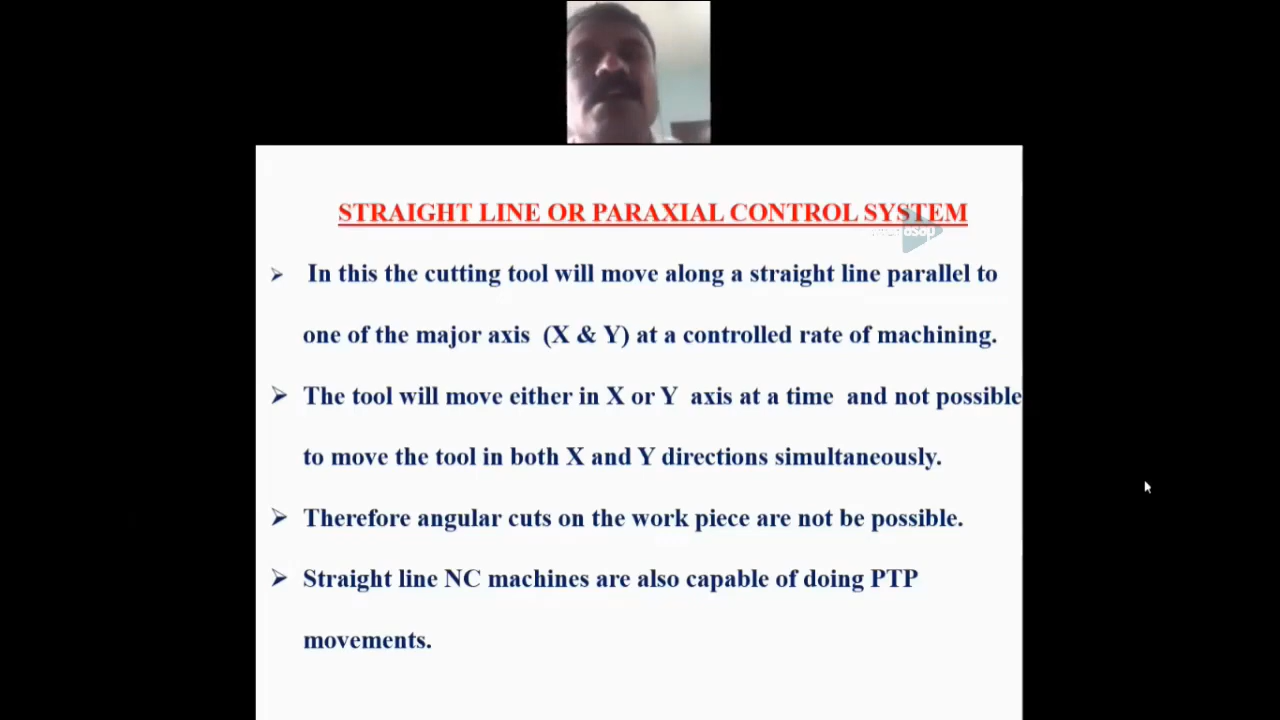 STRAIGHT LINE OR PARAXIAL CONTROL SYSTEM
➢ In this the cutting tool will move along a straight line parallel to
one of the major axis (X & Y) at a controlled rate of machining.
➢ The tool will move either in X or Y axis at a time and not possible
to move the tool in both X and Y directions simultaneously.
➢ Therefore angular cuts on the work piece are not be possible.
➢ Straight line NC machines are also capable of doing PTP
movements.